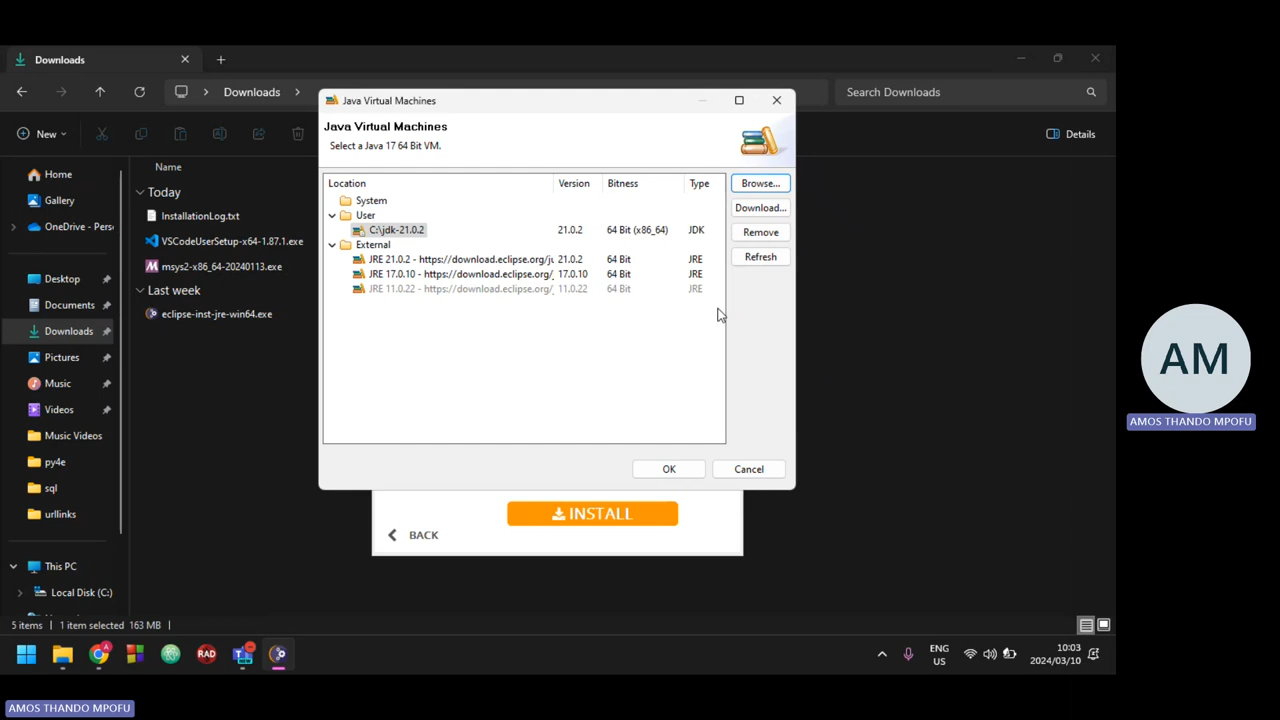 Downloads
Downloads
Search Downloads
New
Details
Home
Gallery
OneDrive - Pers
Desktop
Documents
Downloads
Pictures
Music
Videos
Music Videos
py4e
sql
urllinks
This PC
Local Disk (C:)
Name
Today
InstallationLog.txt
VSCodeUserSetup-x64-1.87.1.exe
msys2-x86_64-20240113.exe
Last week
eclipse-inst-jre-win64.exe
Java Virtual Machines
Java Virtual Machines
Select a Java 17 64 Bit VM.
Location Version Bitness Type
System
User
C:\jdk-21.0.2 21.0.2 64 Bit (x86_64) JDK
External
JRE 21.0.2 - https://download.eclipse.org/ju 21.0.2 64 Bit JRE
JRE 17.0.10 - https://download.eclipse.org/ 17.0.10 64 Bit JRE
JRE 11.0.22 - https://download.eclipse.org/ 11.0.22 64 Bit JRE
Browse...
Download...
Remove
Refresh
OK
Cancel
INSTALL
BACK
5 items
1 item selected 163 MB
RAD
ENG
US
10:03
2024/03/10
AM
AMOS THANDO MPOFU
AMOS THANDO MPOFU